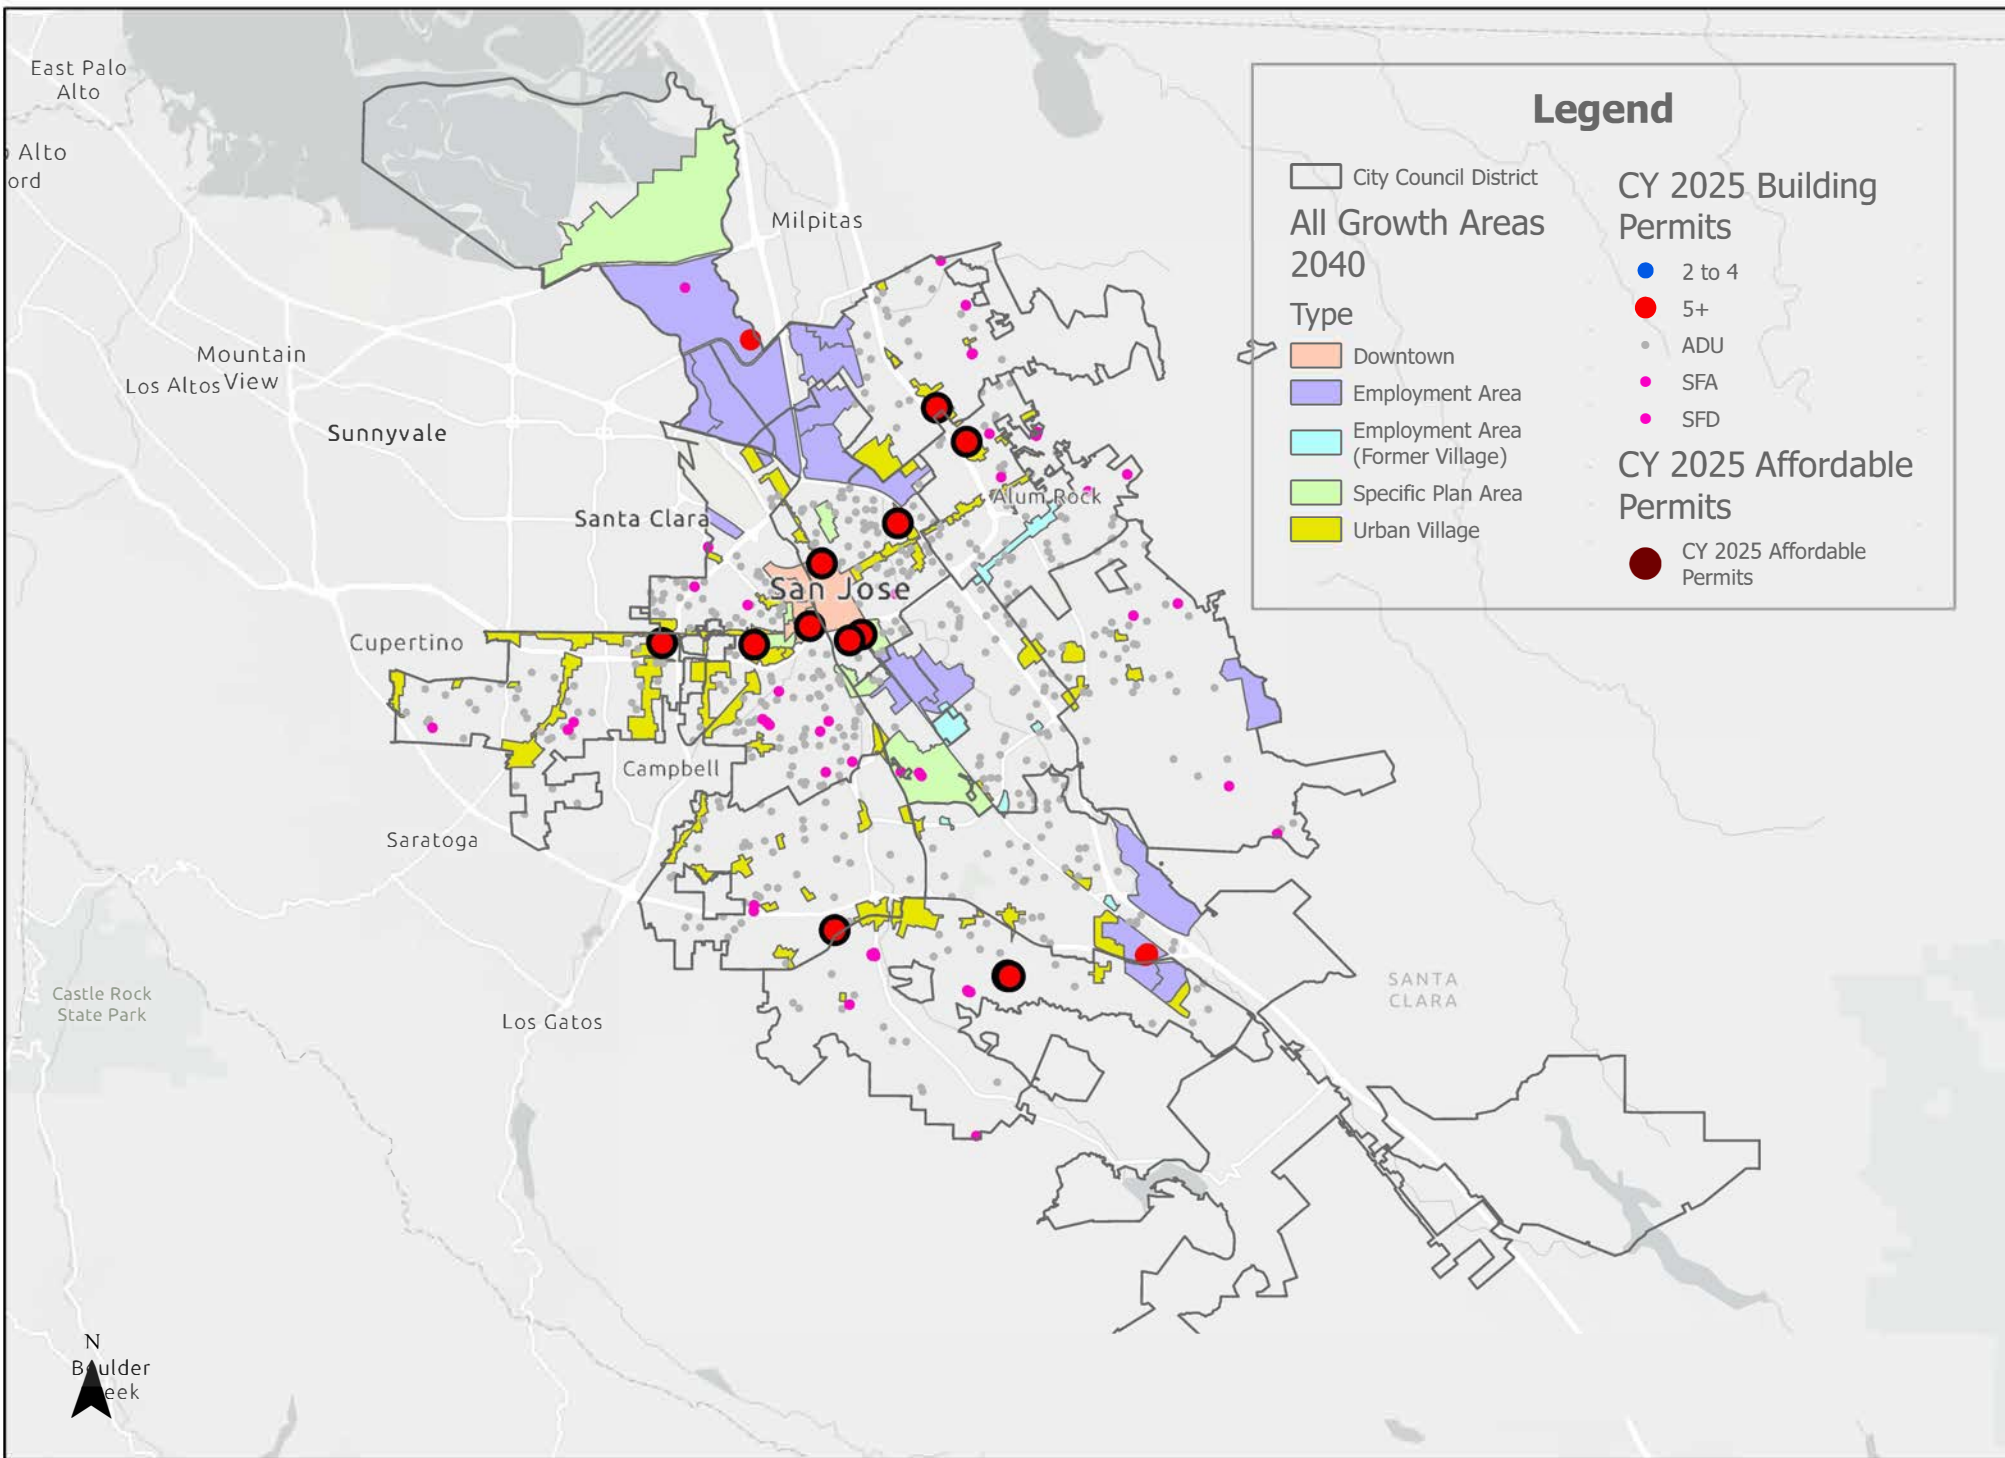 East Palo
Alto
Alto
ord
Milpitas
Mountain
View
Los Altos
Sunnyvale
Santa Clara
Alum Rock
San Jose
Cupertino
Campbell
Saratoga
Los Gatos
Castle Rock
State Park
SANTA
CLARA
N
Boulder
eek
Legend
City Council District
All Growth Areas
2040
Type
Downtown
Employment Area
Employment Area
(Former Village)
Specific Plan Area
Urban Village
CY 2025 Building
Permits
2 to 4
5+
ADU
SFA
SFD
CY 2025 Affordable
Permits
CY 2025 Affordable
Permits